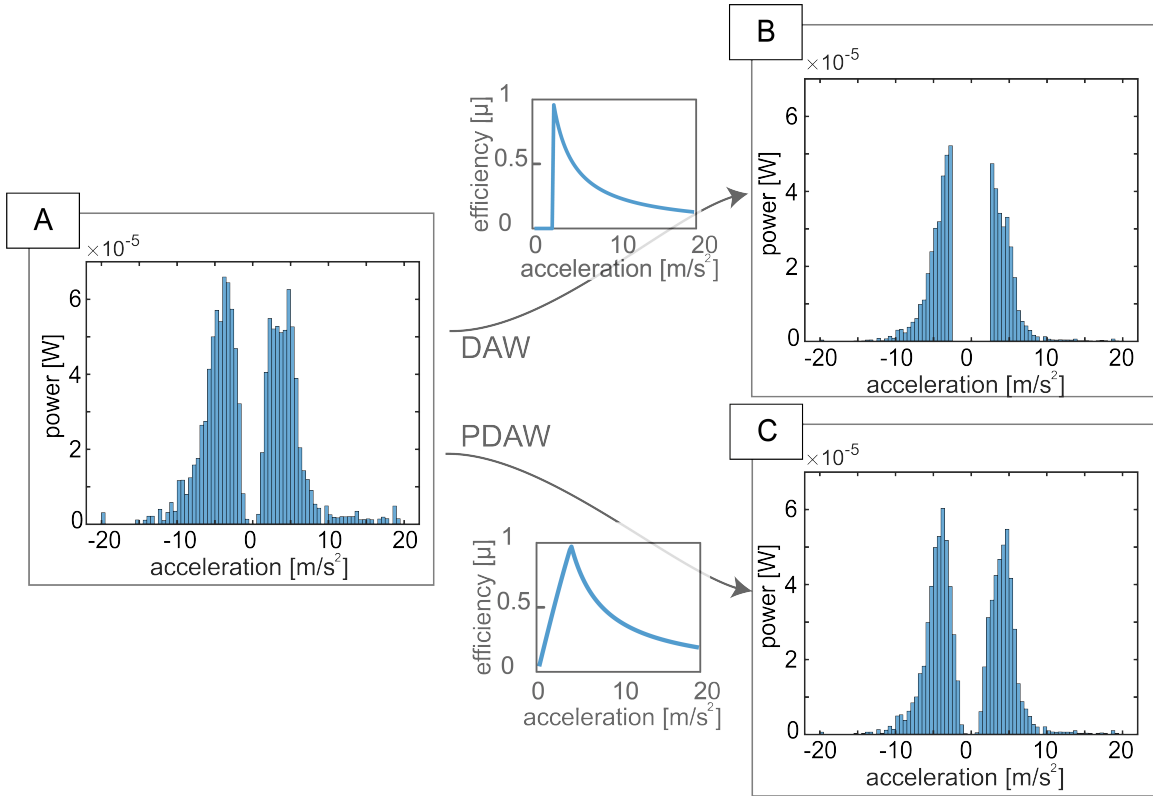 A
×10⁻⁵
6
4
2
0
power [W]
-20 -10 0 10 20
acceleration [m/s²]
1
0.5
0
efficiency [µ]
0 10 20
acceleration [m/s²]
DAW
PDAW
1
0.5
0
efficiency [µ]
0 10 20
acceleration [m/s²]
B
×10⁻⁵
6
4
2
0
power [W]
-20 -10 0 10 20
acceleration [m/s²]
C
×10⁻⁵
6
4
2
0
power [W]
-20 -10 0 10 20
acceleration [m/s²]